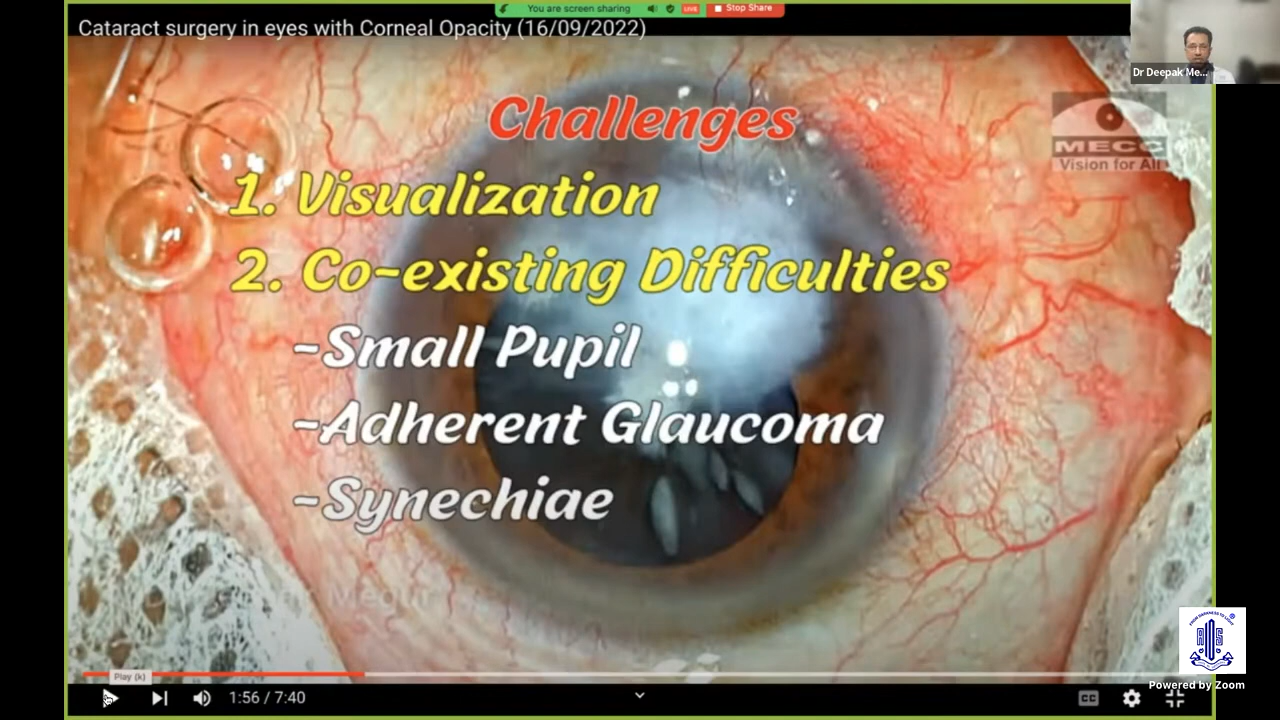 You are screen sharing
LIVE
Stop Share
Cataract surgery in eyes with Corneal Opacity (16/09/2022)
Dr Deepak Me...
Challenges
MECC
Vision for All
1. Visualization
2. Co-existing Difficulties
-Small Pupil
-Adherent Glaucoma
-Synechiae
Play (k)
1:56 / 7:40
CC
Powered by Zoom